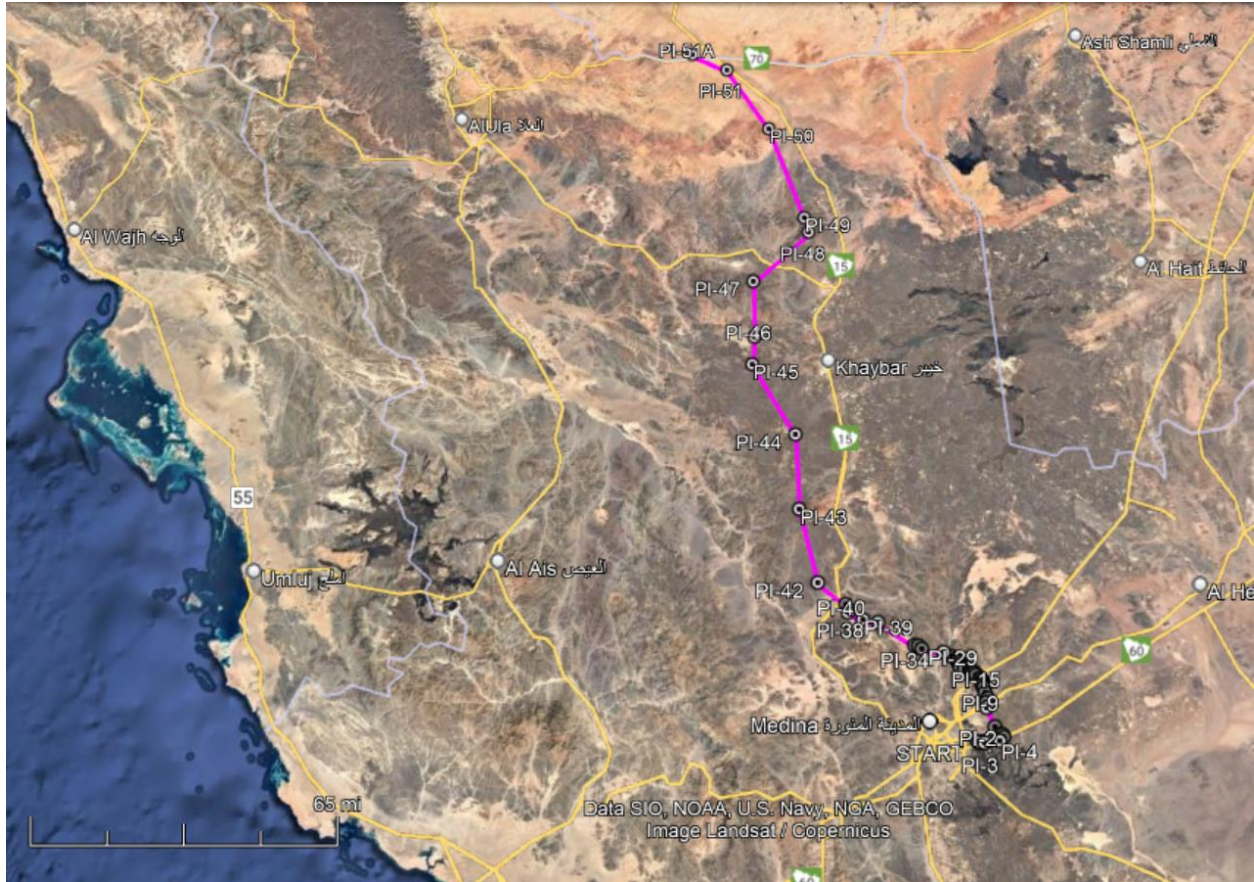 PI-51A
70
Ash Shamli الشملي
PI-51
AlUla العلا
PI-50
Al Wajh الوجه
PI-49
PI-48
15
Al Hait الحائط
PI-47
PI-46
PI-45
Khaybar خيبر
PI-44
15
55
PI-43
Al Ais العيص
Umluj املج
PI-42
Al He
PI-40
PI-38
PI-39
PI-34
PI-29
60
PI-15
PI-9
Medina المدينة المنورة
PI-2
START
PI-4
PI-3
65 mi
Data SIO, NOAA, U.S. Navy, NGA, GEBCO
Image Landsat / Copernicus
60